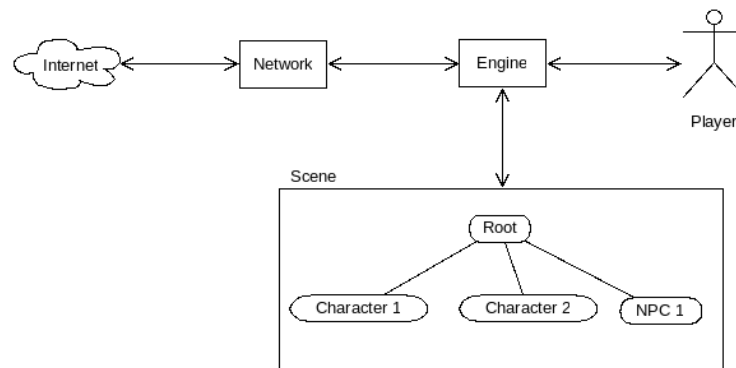 Internet
Network
Engine
Player
Scene
Root
Character 1
Character 2
NPC 1